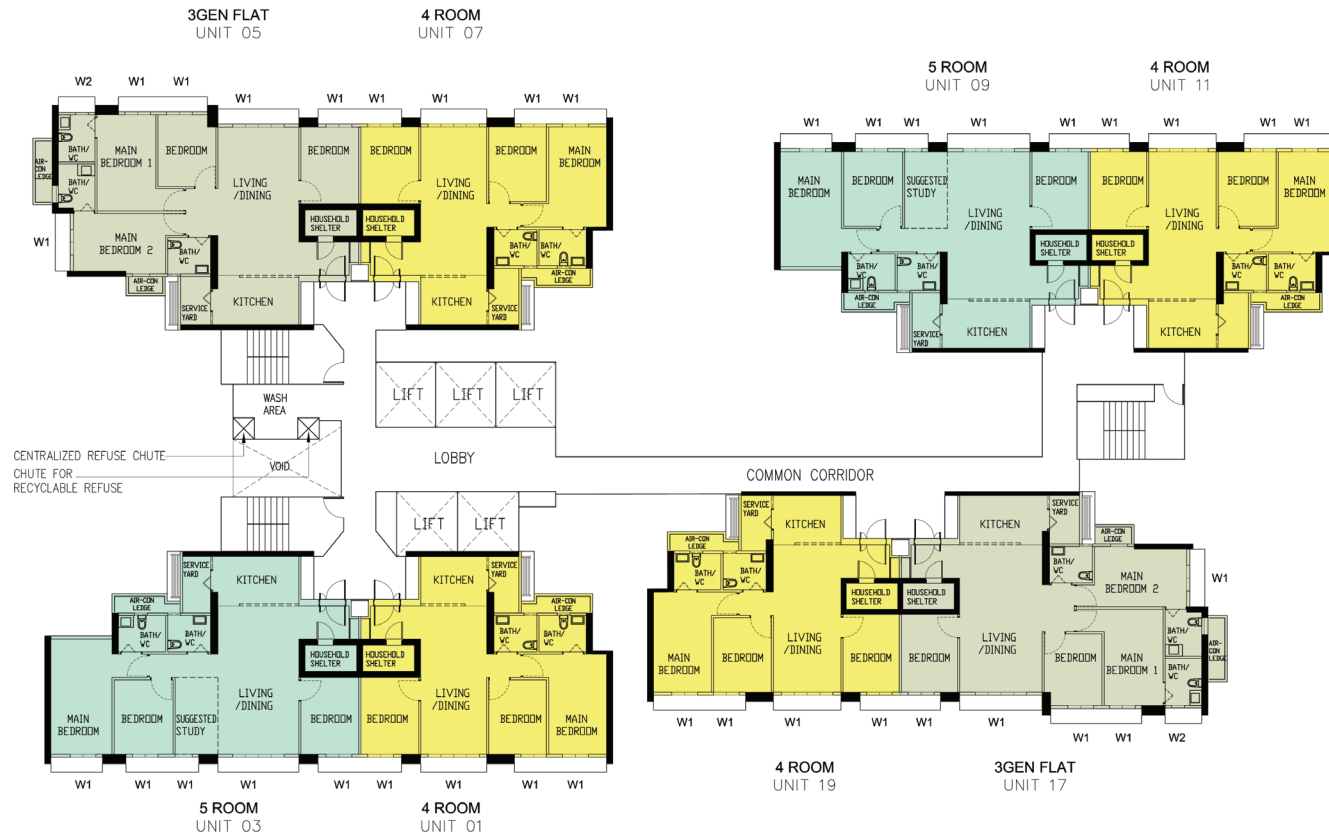 3GEN FLAT
UNIT 05
4 ROOM
UNIT 07
W2
W1
W1
W1
W1
W1
W1
W1
W1
AIR-
CON
LEDGE
BATH/
WC
BATH/
WC
MAIN
BEDROOM 1
BEDROOM
LIVING
/DINING
BEDROOM
BEDROOM
LIVING
/DINING
BEDROOM
MAIN
BEDROOM
HOUSEHOLD
SHELTER
HOUSEHOLD
SHELTER
W1
MAIN
BEDROOM 2
BATH/
WC
BATH/
WC
BATH/
WC
AIR-CON
LEDGE
AIR-CON
LEDGE
SERVICE
YARD
KITCHEN
KITCHEN
SERVICE
YARD
5 ROOM
UNIT 09
4 ROOM
UNIT 11
W1
W1
W1
W1
W1
W1
W1
W1
W1
MAIN
BEDROOM
BEDROOM
SUGGESTED
STUDY
LIVING
/DINING
BEDROOM
BEDROOM
LIVING
/DINING
BEDROOM
MAIN
BEDROOM
HOUSEHOLD
SHELTER
HOUSEHOLD
SHELTER
BATH/
WC
BATH/
WC
BATH/
WC
BATH/
WC
AIR-CON
LEDGE
AIR-CON
LEDGE
SERVICE
YARD
KITCHEN
KITCHEN
SERVICE
YARD
WASH
AREA
LIFT
LIFT
LIFT
CENTRALIZED REFUSE CHUTE
CHUTE FOR
RECYCLABLE REFUSE
VOID
LOBBY
COMMON CORRIDOR
LIFT
LIFT
SERVICE
YARD
KITCHEN
KITCHEN
SERVICE
YARD
AIR-CON
LEDGE
AIR-CON
LEDGE
BATH/
WC
BATH/
WC
BATH/
WC
BATH/
WC
HOUSEHOLD
SHELTER
HOUSEHOLD
SHELTER
MAIN
BEDROOM
BEDROOM
SUGGESTED
STUDY
LIVING
/DINING
BEDROOM
BEDROOM
LIVING
/DINING
BEDROOM
MAIN
BEDROOM
W1
W1
W1
W1
W1
W1
W1
W1
W1
5 ROOM
UNIT 03
4 ROOM
UNIT 01
SERVICE
YARD
KITCHEN
KITCHEN
SERVICE
YARD
AIR-CON
LEDGE
AIR-CON
LEDGE
BATH/
WC
BATH/
WC
BATH/
WC
MAIN
BEDROOM 2
W1
HOUSEHOLD
SHELTER
HOUSEHOLD
SHELTER
MAIN
BEDROOM
BEDROOM
LIVING
/DINING
BEDROOM
BEDROOM
LIVING
/DINING
BEDROOM
MAIN
BEDROOM 1
BATH/
WC
BATH/
WC
AIR-CON
LEDGE
W1
W1
W1
W1
W1
W1
W1
W1
W2
4 ROOM
UNIT 19
3GEN FLAT
UNIT 17